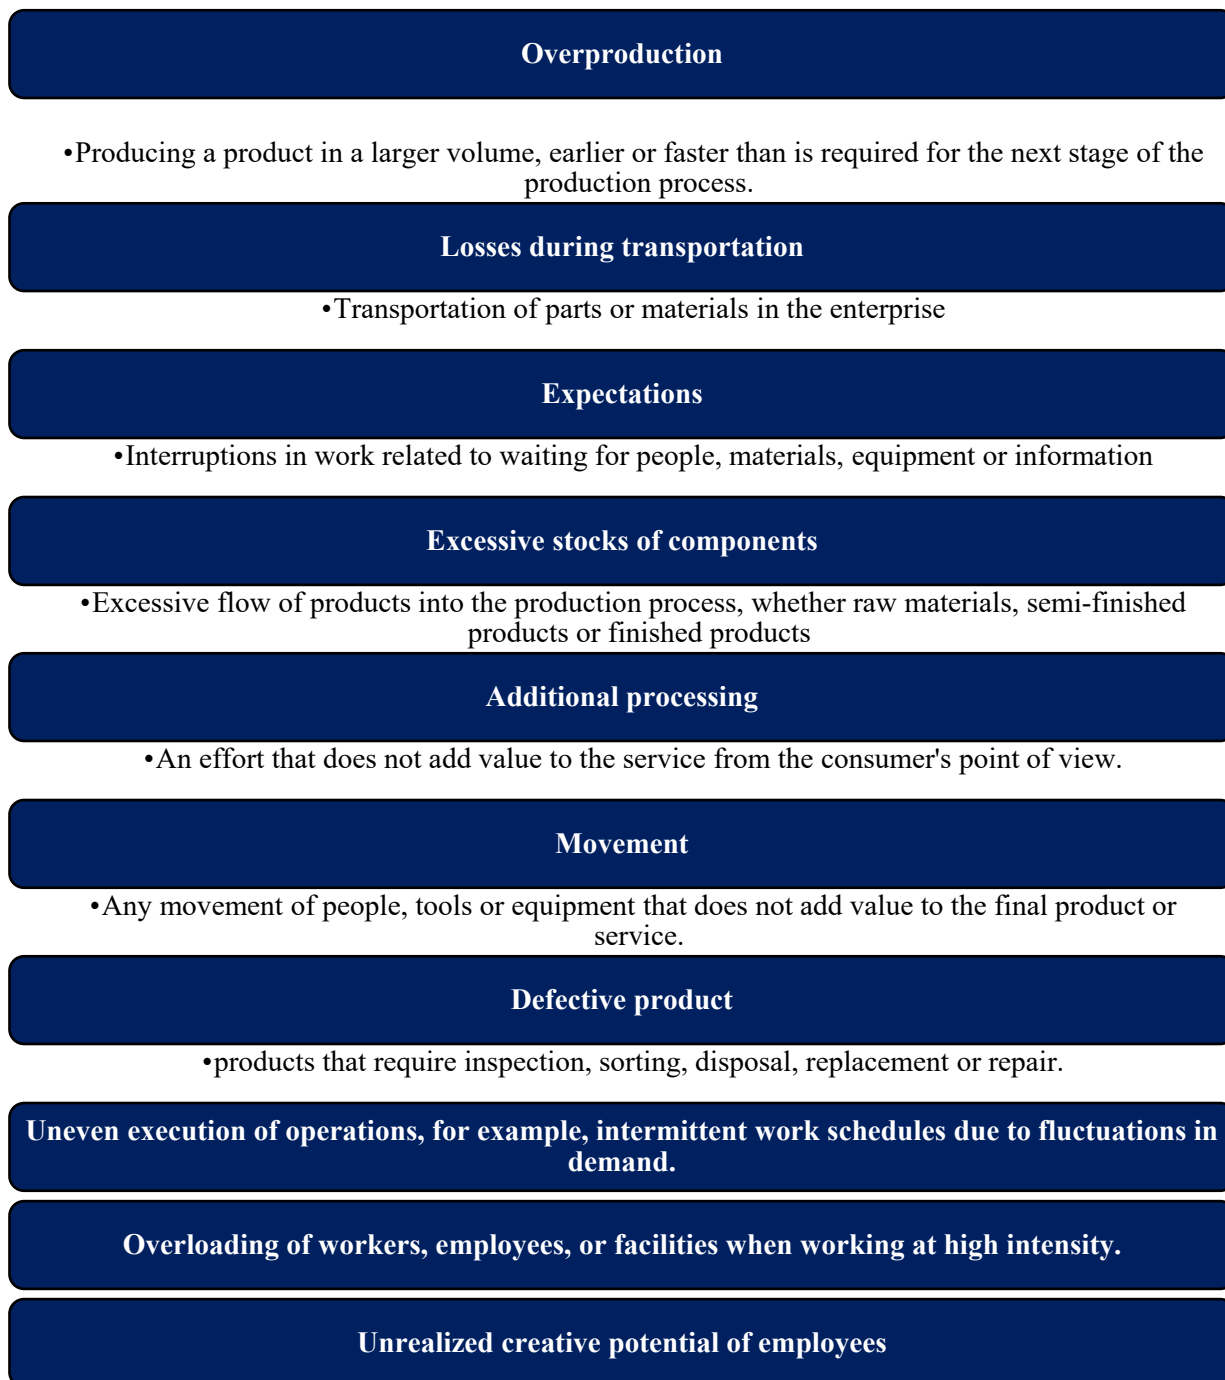 Overproduction
•Producing a product in a larger volume, earlier or faster than is required for the next stage of the
production process.
Losses during transportation
•Transportation of parts or materials in the enterprise
Expectations
•Interruptions in work related to waiting for people, materials, equipment or information
Excessive stocks of components
•Excessive flow of products into the production process, whether raw materials, semi-finished
products or finished products
Additional processing
•An effort that does not add value to the service from the consumer's point of view.
Movement
•Any movement of people, tools or equipment that does not add value to the final product or
service.
Defective product
•products that require inspection, sorting, disposal, replacement or repair.
Uneven execution of operations, for example, intermittent work schedules due to fluctuations in
demand.
Overloading of workers, employees, or facilities when working at high intensity.
Unrealized creative potential of employees